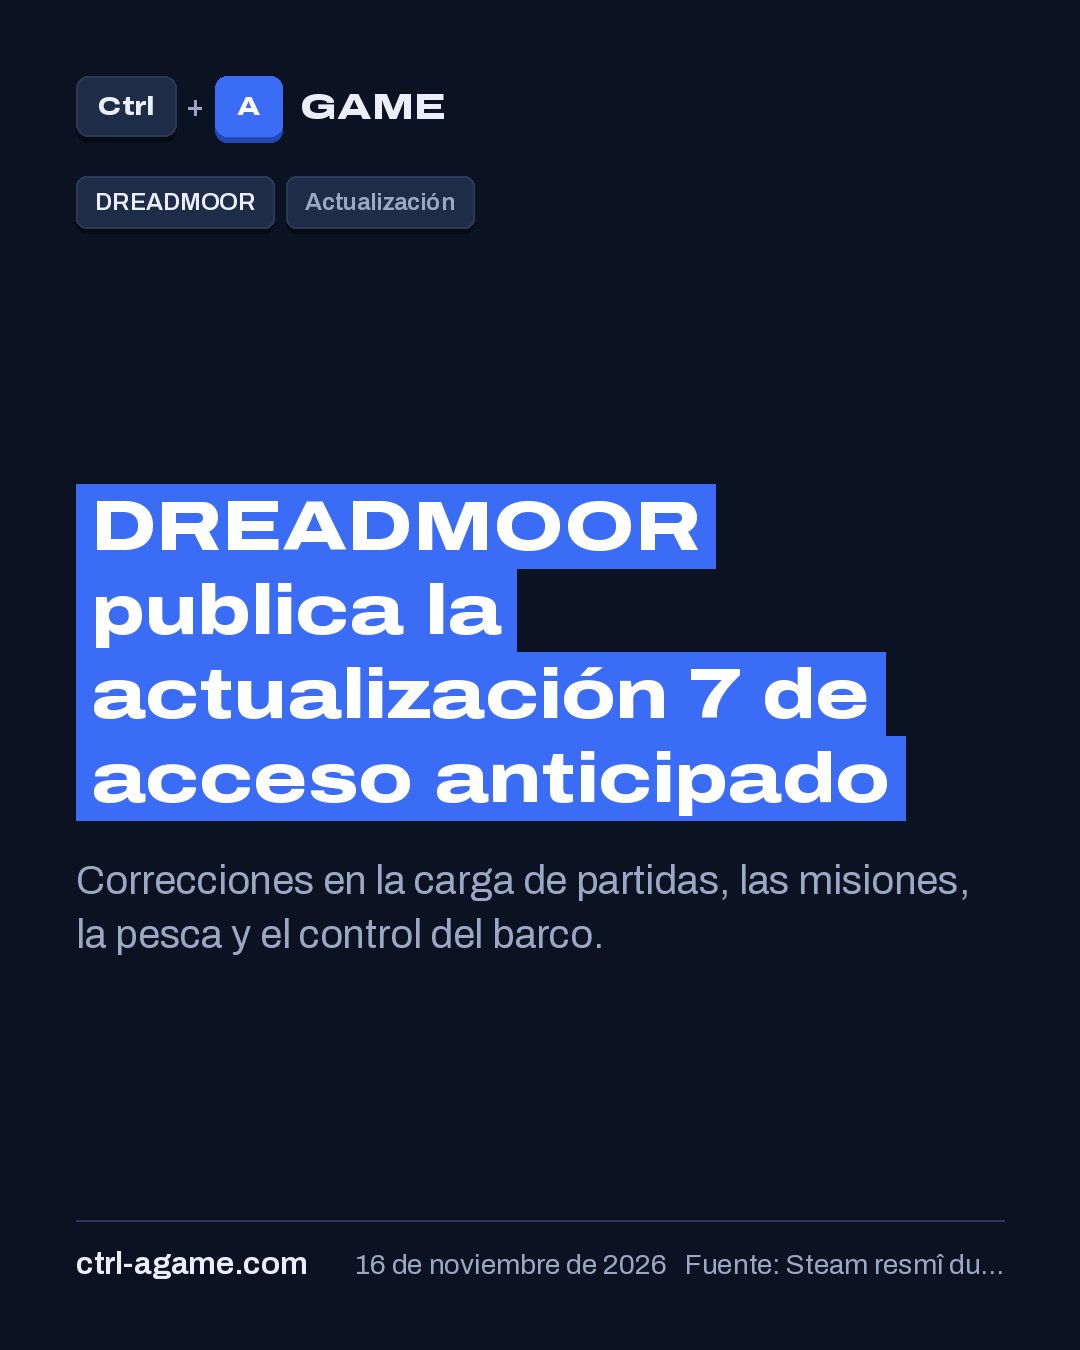 Ctrl + A GAME
DREADMOOR Actualización
DREADMOOR
publica la
actualización 7 de
acceso anticipado
Correcciones en la carga de partidas, las misiones,
la pesca y el control del barco.
ctrl-agame.com 16 de noviembre de 2026 Fuente: Steam resmî du...